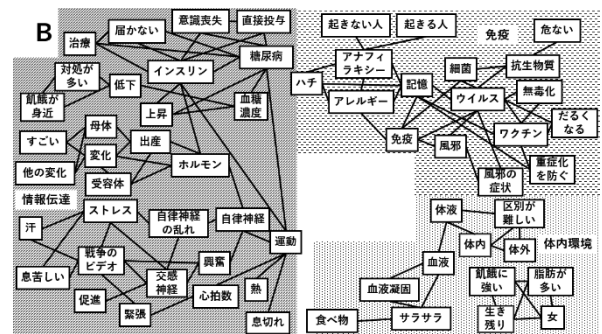 B
意識喪失
直接投与
届かない
治療
糖尿病
インスリン
対処が
多い
低下
飢餓が
身近
上昇
血糖
濃度
母体
すごい
出産
変化
ホルモン
他の変化
受容体
情報伝達
ストレス
自律神経
の乱れ
自律神経
汗
運動
戦争の
ビデオ
興奮
息苦しい
交感
神経
熱
促進
心拍数
緊張
息切れ
起きない人
起きる人
免疫
危ない
アナフィ
ラキシー
細菌
抗生物質
ハチ
記憶
無毒化
アレルギー
ウイルス
だるく
なる
免疫
ワクチン
風邪
重症化
を防ぐ
風邪の
症状
体液
区別が
難しい
体内
体外
体内環境
血液
飢餓に
強い
脂肪が
多い
血液凝固
生き
残り
女
食べ物
サラサラ